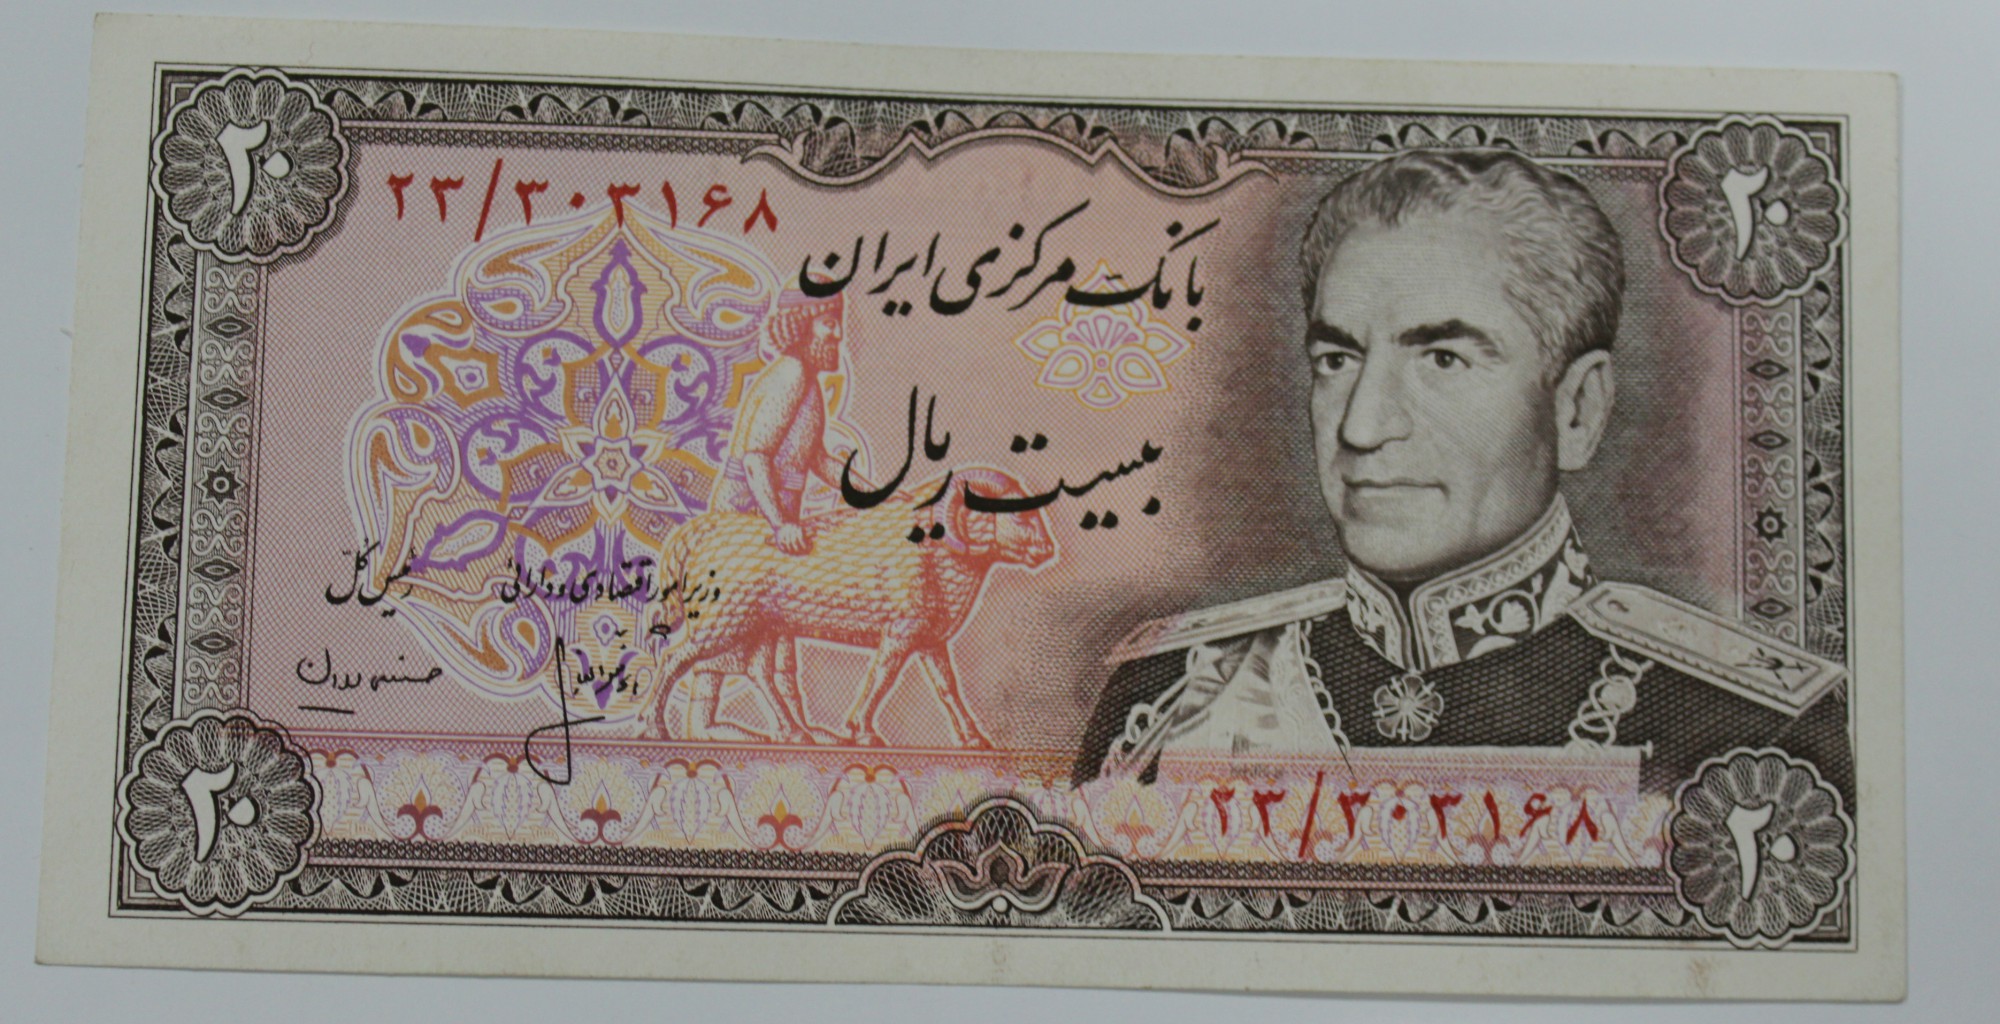 ۲۰
۲۰
۲۳/۳۰۳۱۶۸
بانک مرکزی ایران
بیست ریال
وزیر امور اقتصادی و دارائی
رئیس کل
۲۳/۳۰۳۱۶۸
۲۰
۲۰